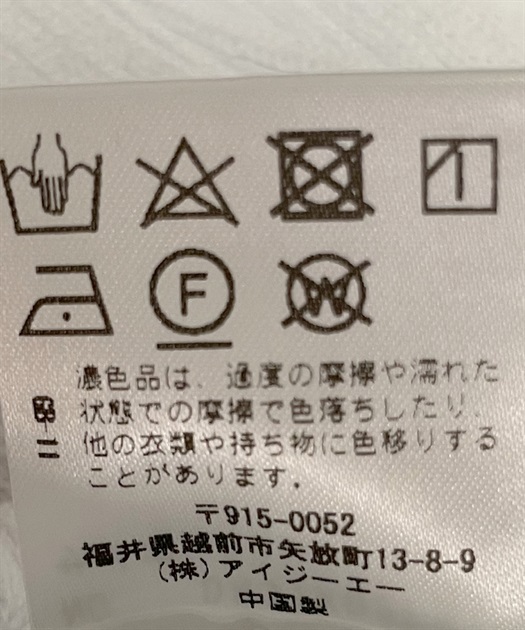 F
W
濃色品は、過度の摩擦や濡れた
状態での摩擦で色落ちしたり
他の衣類や持ち物に色移りする
ことがあります.
〒915-0052
福井県越前市矢放町13-8-9
(株)アイジーエー
中国製